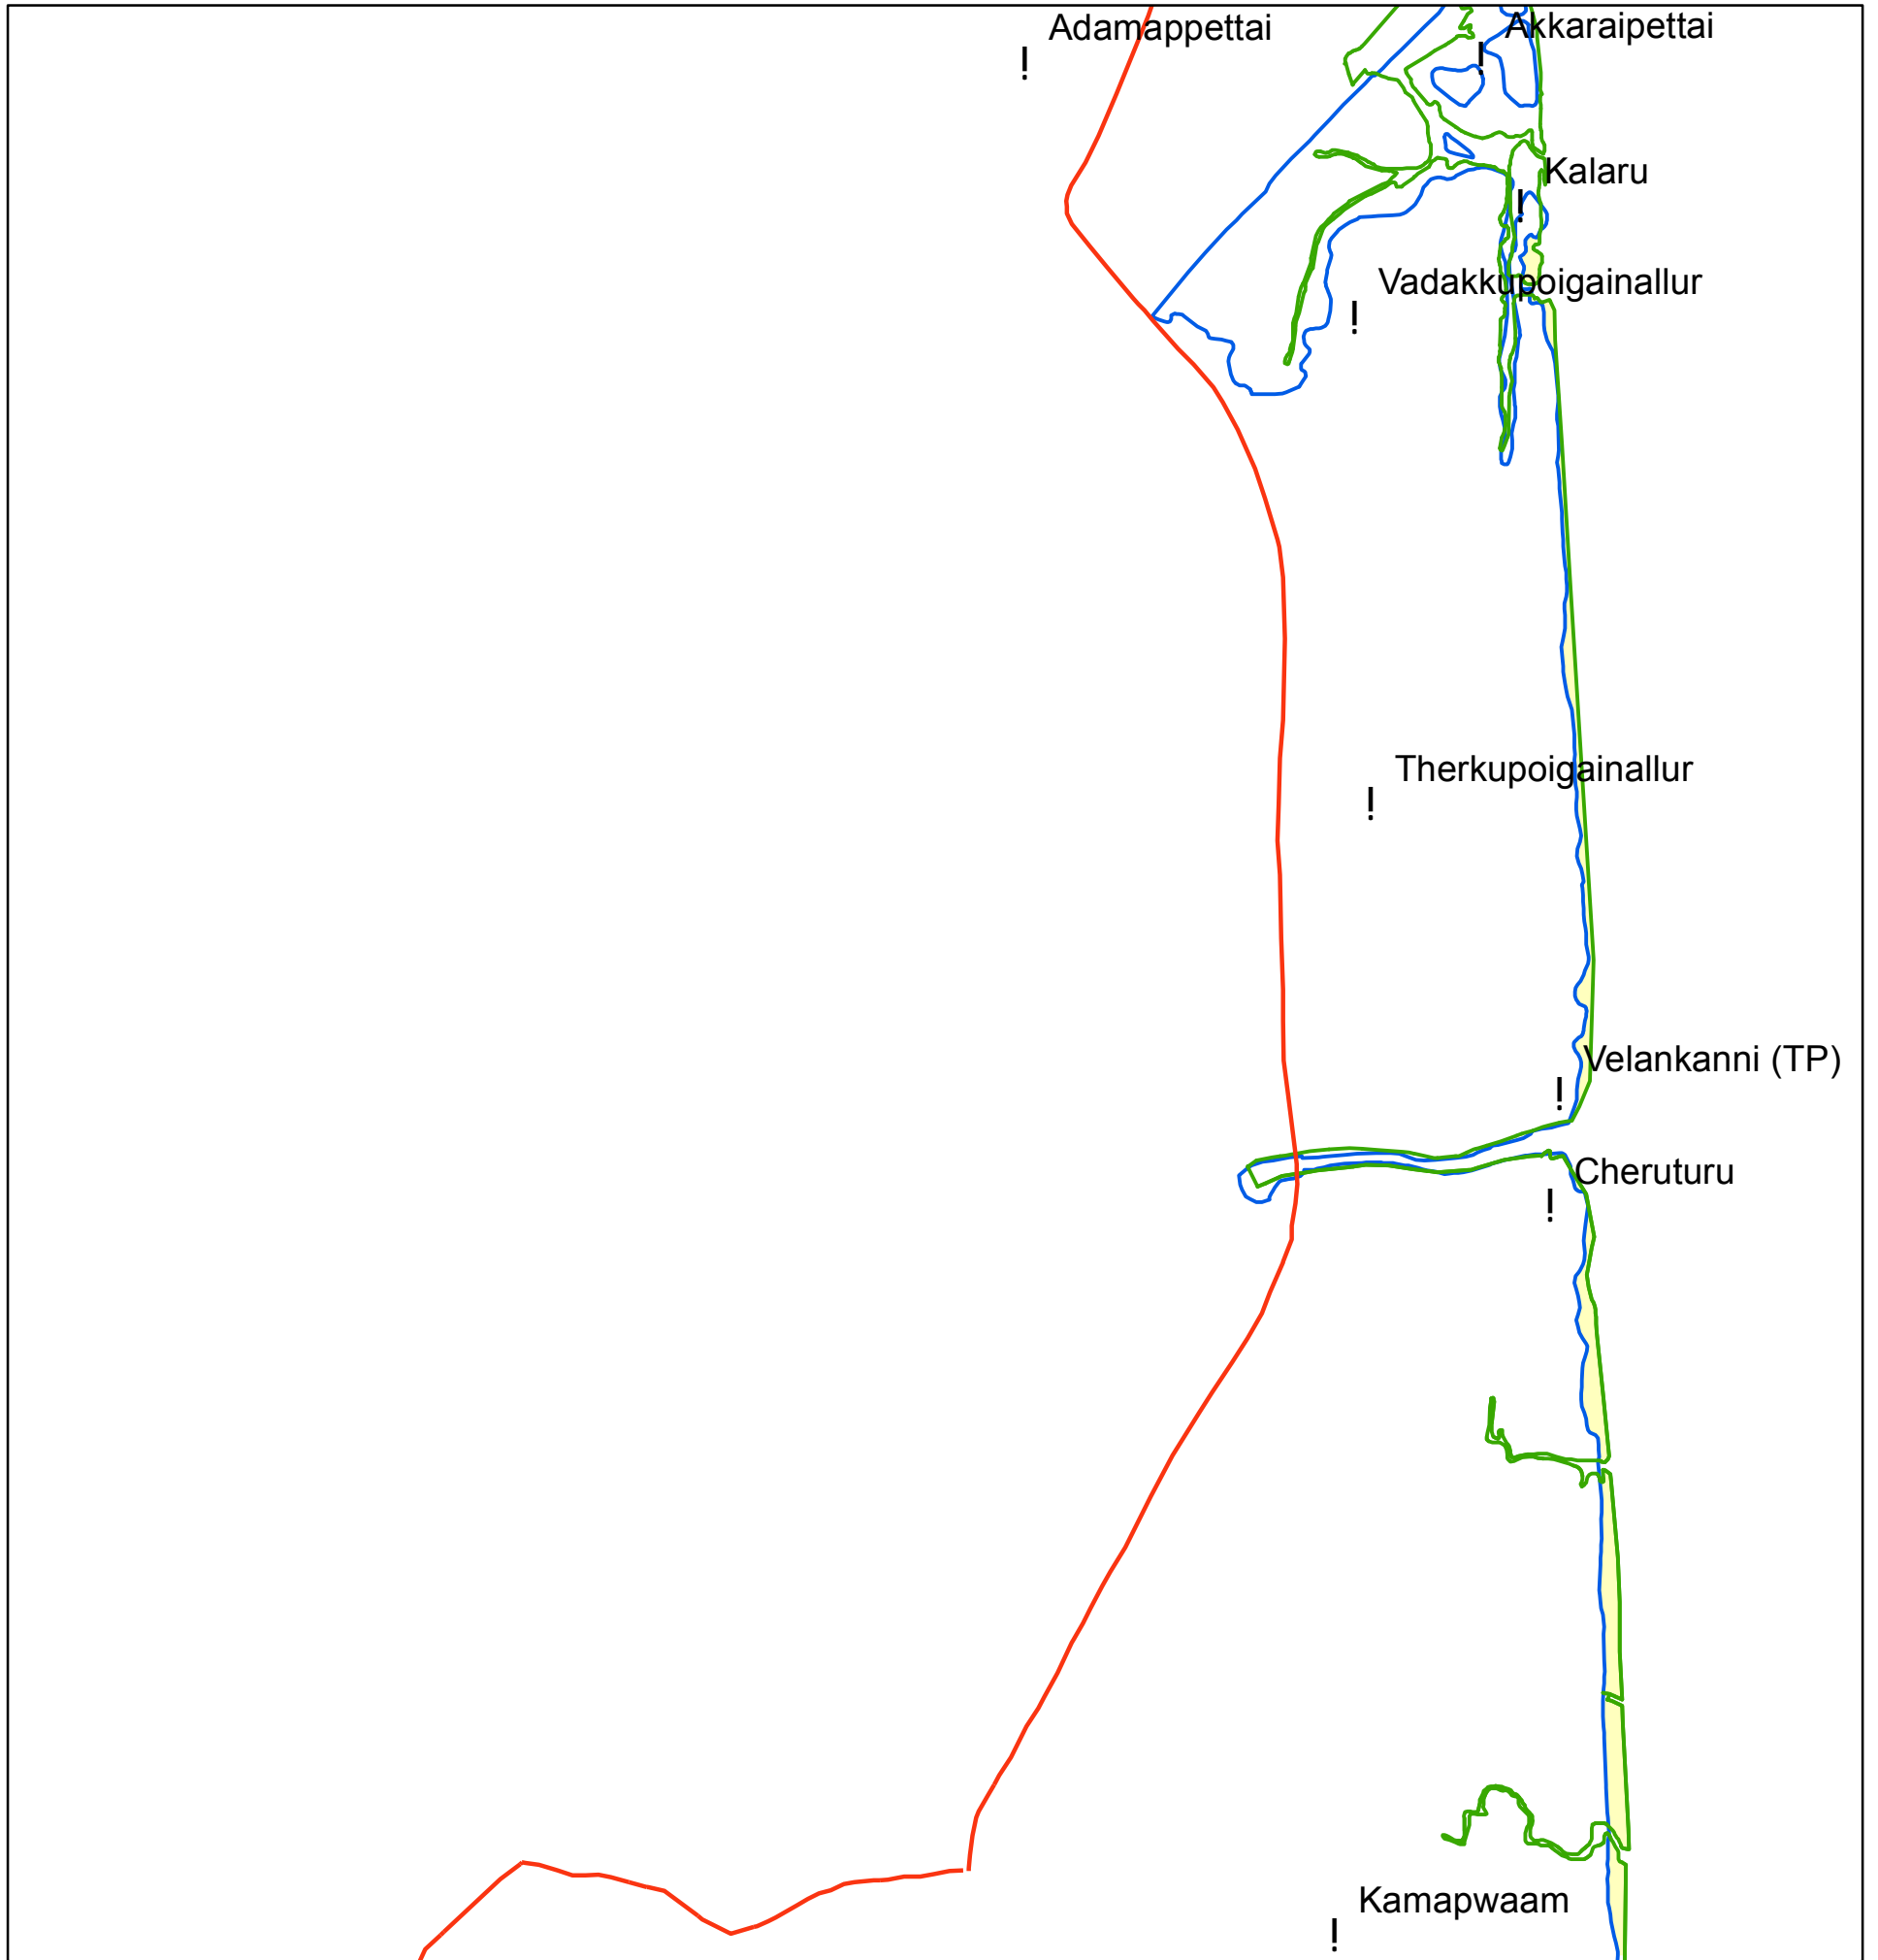 Adamappettai
Akkaraipettai
Kalaru
Vadakkupoigainallur
Therkupoigainallur
Velankanni (TP)
Cheruturu
Kamapwaam